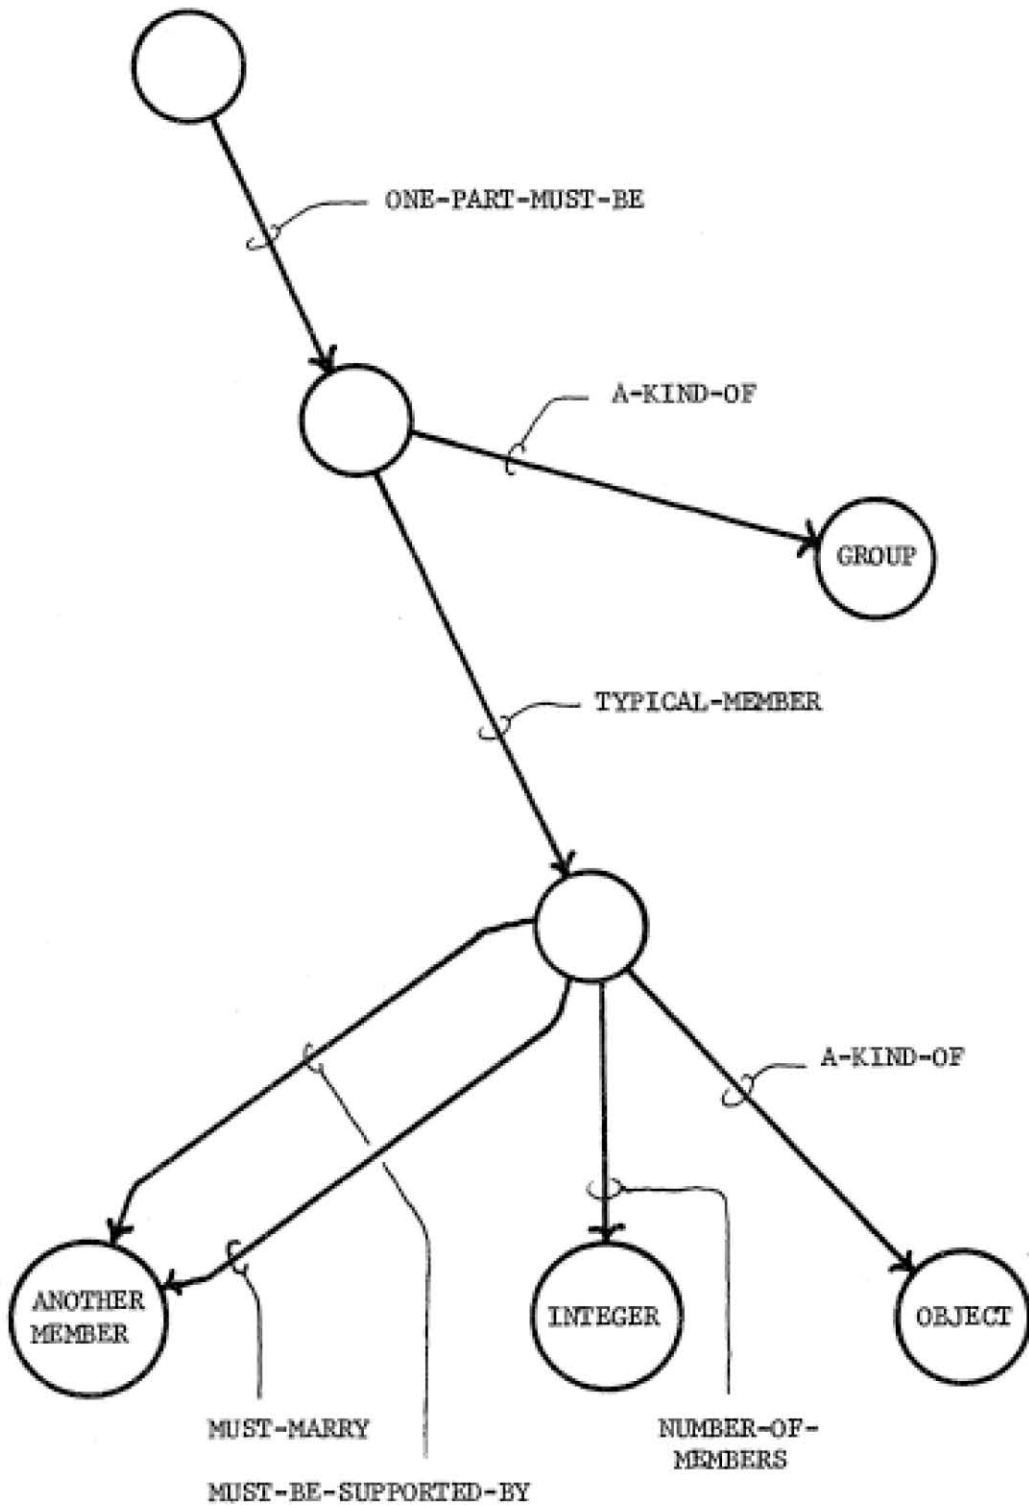 ONE-PART-MUST-BE
A-KIND-OF
GROUP
TYPICAL-MEMBER
A-KIND-OF
ANOTHER
MEMBER
INTEGER
OBJECT
MUST-MARRY
NUMBER-OF-
MEMBERS
MUST-BE-SUPPORTED-BY